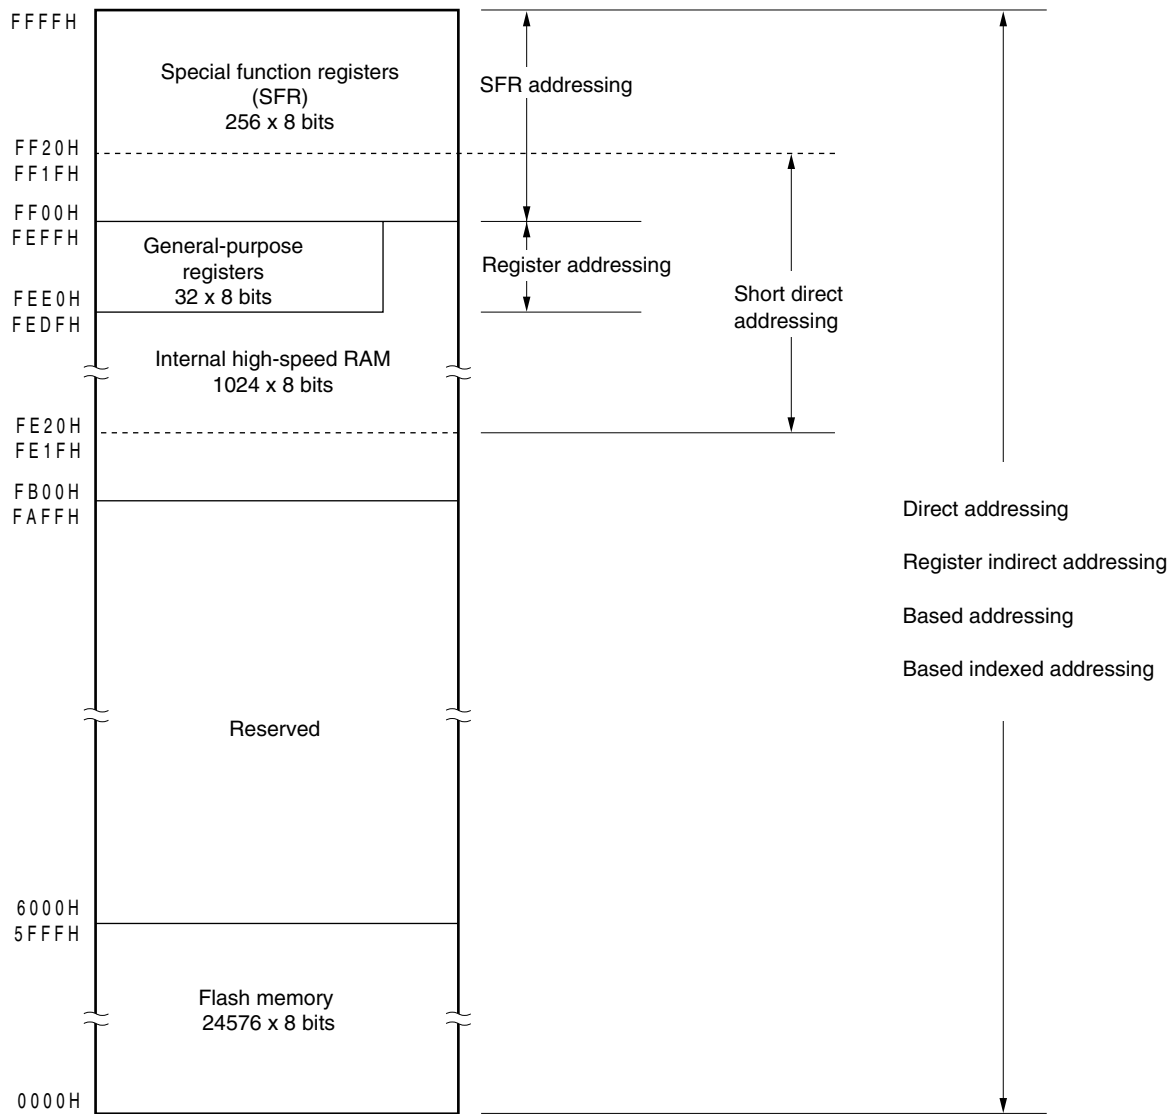 FFFFH
Special function registers
(SFR)
256 x 8 bits
SFR addressing
FF20H
FF1FH
FF00H
FEFFH
General-purpose
registers
32 x 8 bits
Register addressing
Short direct
addressing
FEE0H
FEDFH
Internal high-speed RAM
1024 x 8 bits
FE20H
FE1FH
FB00H
FAFFH
Direct addressing
Register indirect addressing
Based addressing
Based indexed addressing
Reserved
6000H
5FFFH
Flash memory
24576 x 8 bits
0000H